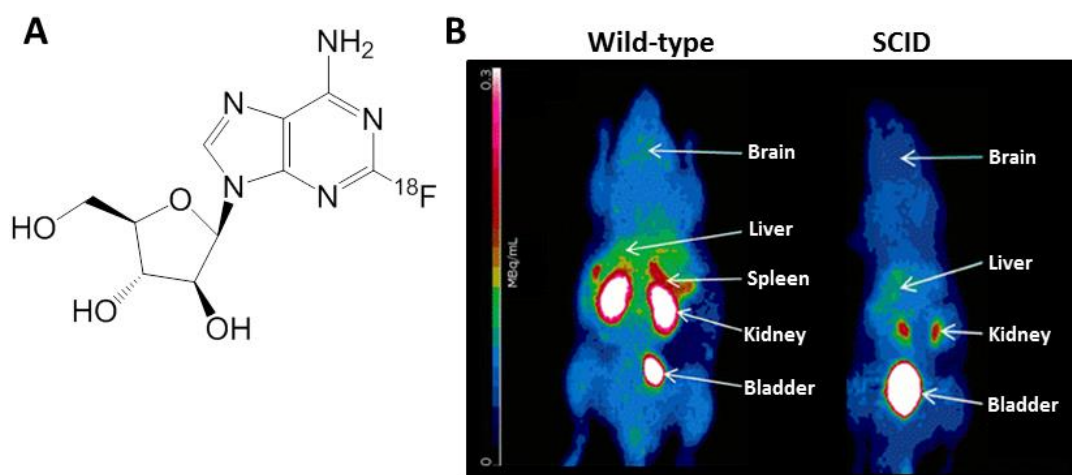 A
NH2
N
N
N
N
18F
O
HO
HO
OH
B
Wild-type
SCID
0.3
MBq/mL
0
Brain
Liver
Spleen
Kidney
Bladder
Brain
Liver
Kidney
Bladder